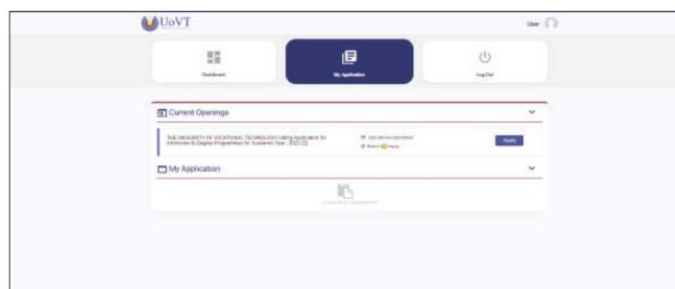 UoVT
User
Dashboard
My Application
Log Out
Current Openings
THE UNIVERSITY OF VOCATIONAL TECHNOLOGY Calling Application for
Admission to Degree Programmes for Academic Year - 2021/22
Apply
My Application